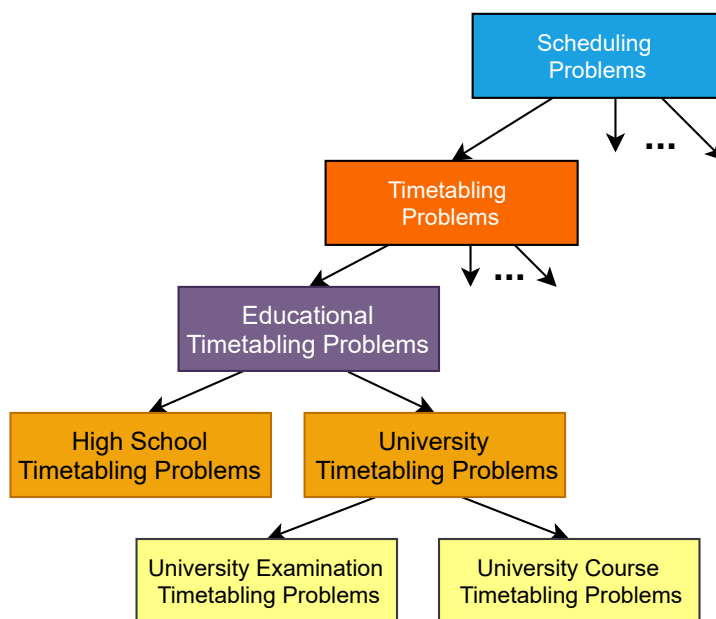 Scheduling
Problems
...
Timetabling
Problems
...
Educational
Timetabling Problems
High School
Timetabling Problems
University
Timetabling Problems
University Examination
Timetabling Problems
University Course
Timetabling Problems